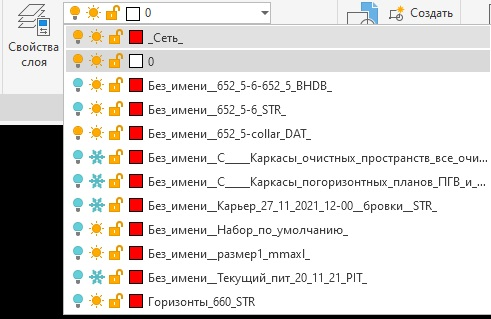 0
Создать
Свойства
слоя
_Сеть_
0
Без_имени__652_5-6-652_5_BHDB_
Без_имени__652_5-6_STR_
Без_имени__652_5-collar_DAT_
Без_имени__С____Каркасы_очистных_пространств_все_очи...
Без_имени__С____Каркасы_погоризонтных_планов_ПГВ_и_...
Без_имени__Карьер_27_11_2021_12-00__бровки__STR_
Без_имени__Набор_по_умолчанию_
Без_имени__размер1_mmaxl_
Без_имени__Текущий_пит_20_11_21_PIT_
Горизонты_660_STR